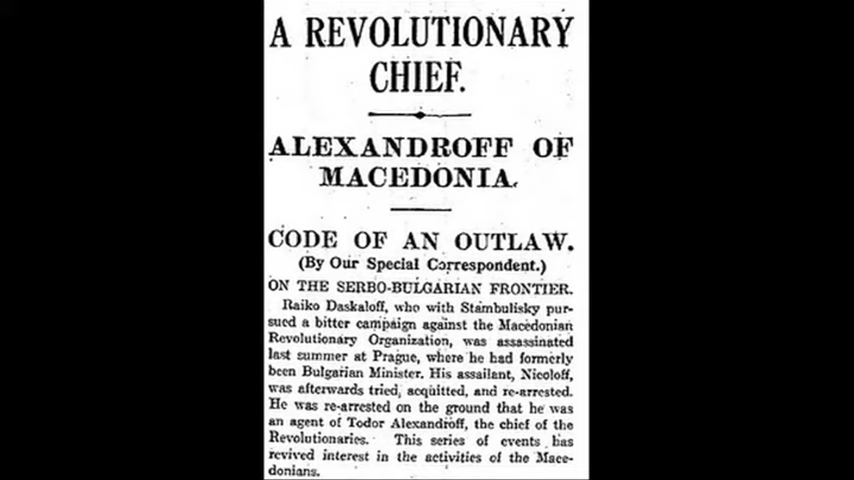 A REVOLUTIONARY
CHIEF.
ALEXANDROFF OF
MACEDONIA.
CODE OF AN OUTLAW.
(By Our Special Correspondent.)
ON THE SERBO-BULGARIAN FRONTIER.
Raiko Daskaloff, who with Stambulisky pur-
sued a bitter campaign against the Macedonian
Revolutionary Organization, was assassinated
last summer at Prague, where he had formerly
been Bulgarian Minister. His assailant, Nicoloff,
was afterwards tried, acquitted, and re-arrested.
He was re-arrested on the ground that he was
an agent of Todor Alexandroff, the chief of the
Revolutionaries. This series of events has
revived interest in the activities of the Mace-
donians.